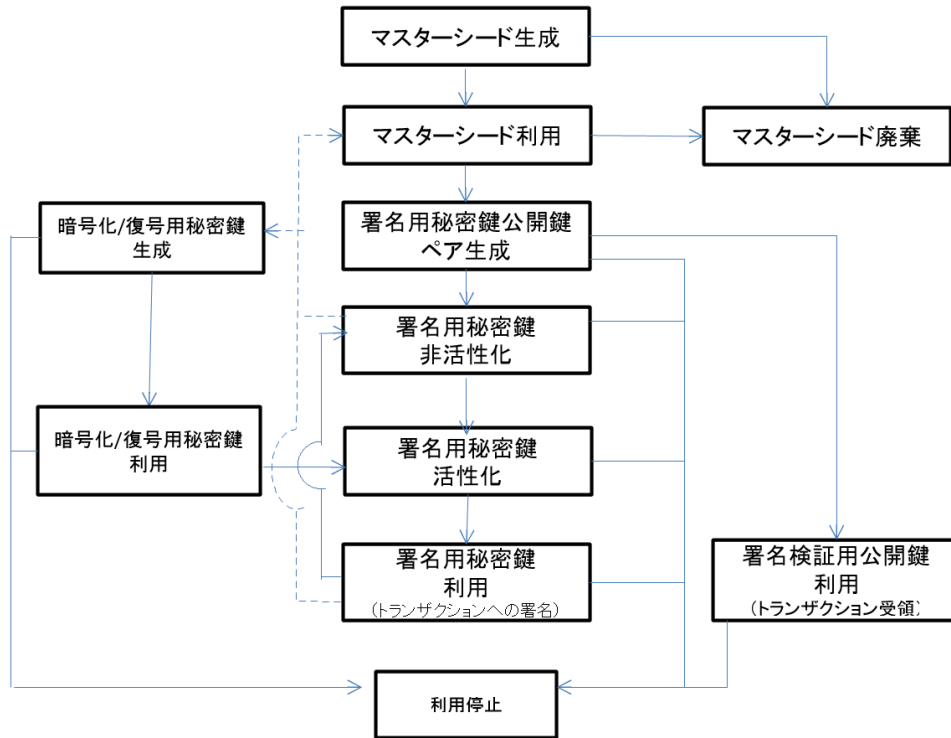 マスターシード生成
マスターシード利用
マスターシード廃棄
暗号化/復号用秘密鍵
生成
署名用秘密鍵公開鍵
ペア生成
署名用秘密鍵
非活性化
暗号化/復号用秘密鍵
利用
署名用秘密鍵
活性化
署名用秘密鍵
利用
(トランザクションへの署名)
署名検証用公開鍵
利用
(トランザクション受領)
利用停止